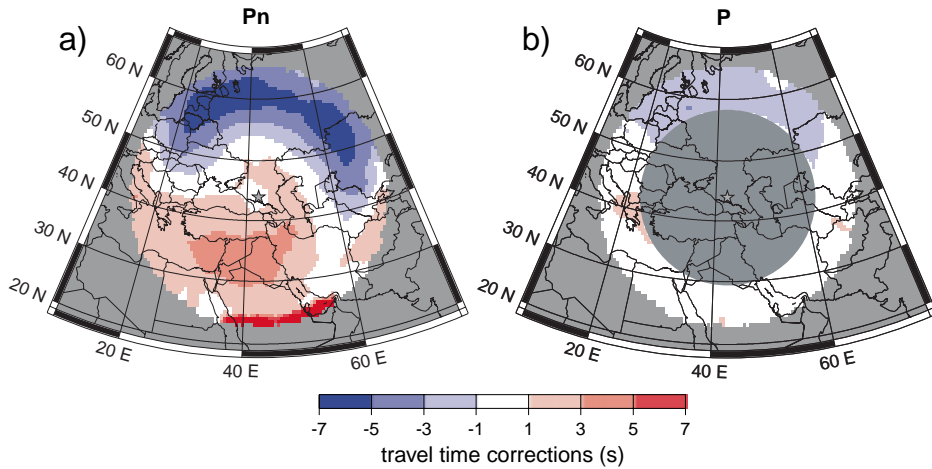 Pn
P
a)
b)
60 N
50 N
40 N
30 N
20 N
20 E
40 E
60 E
60 N
50 N
40 N
30 N
20 N
20 E
40 E
60 E
-7 -5 -3 -1 1 3 5 7
travel time corrections (s)